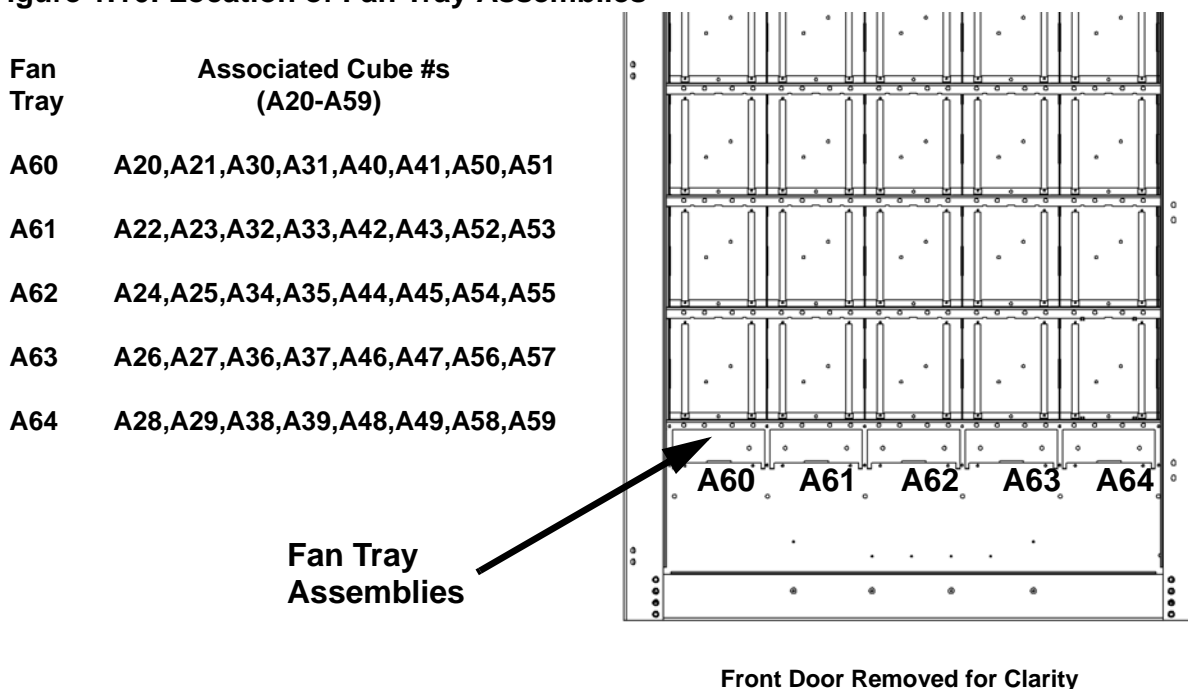 Fan Associated Cube #s
Tray (A20-A59)
A60 A20,A21,A30,A31,A40,A41,A50,A51
A61 A22,A23,A32,A33,A42,A43,A52,A53
A62 A24,A25,A34,A35,A44,A45,A54,A55
A63 A26,A27,A36,A37,A46,A47,A56,A57
A64 A28,A29,A38,A39,A48,A49,A58,A59
A60 A61 A62 A63 A64
Fan Tray
Assemblies
Front Door Removed for Clarity